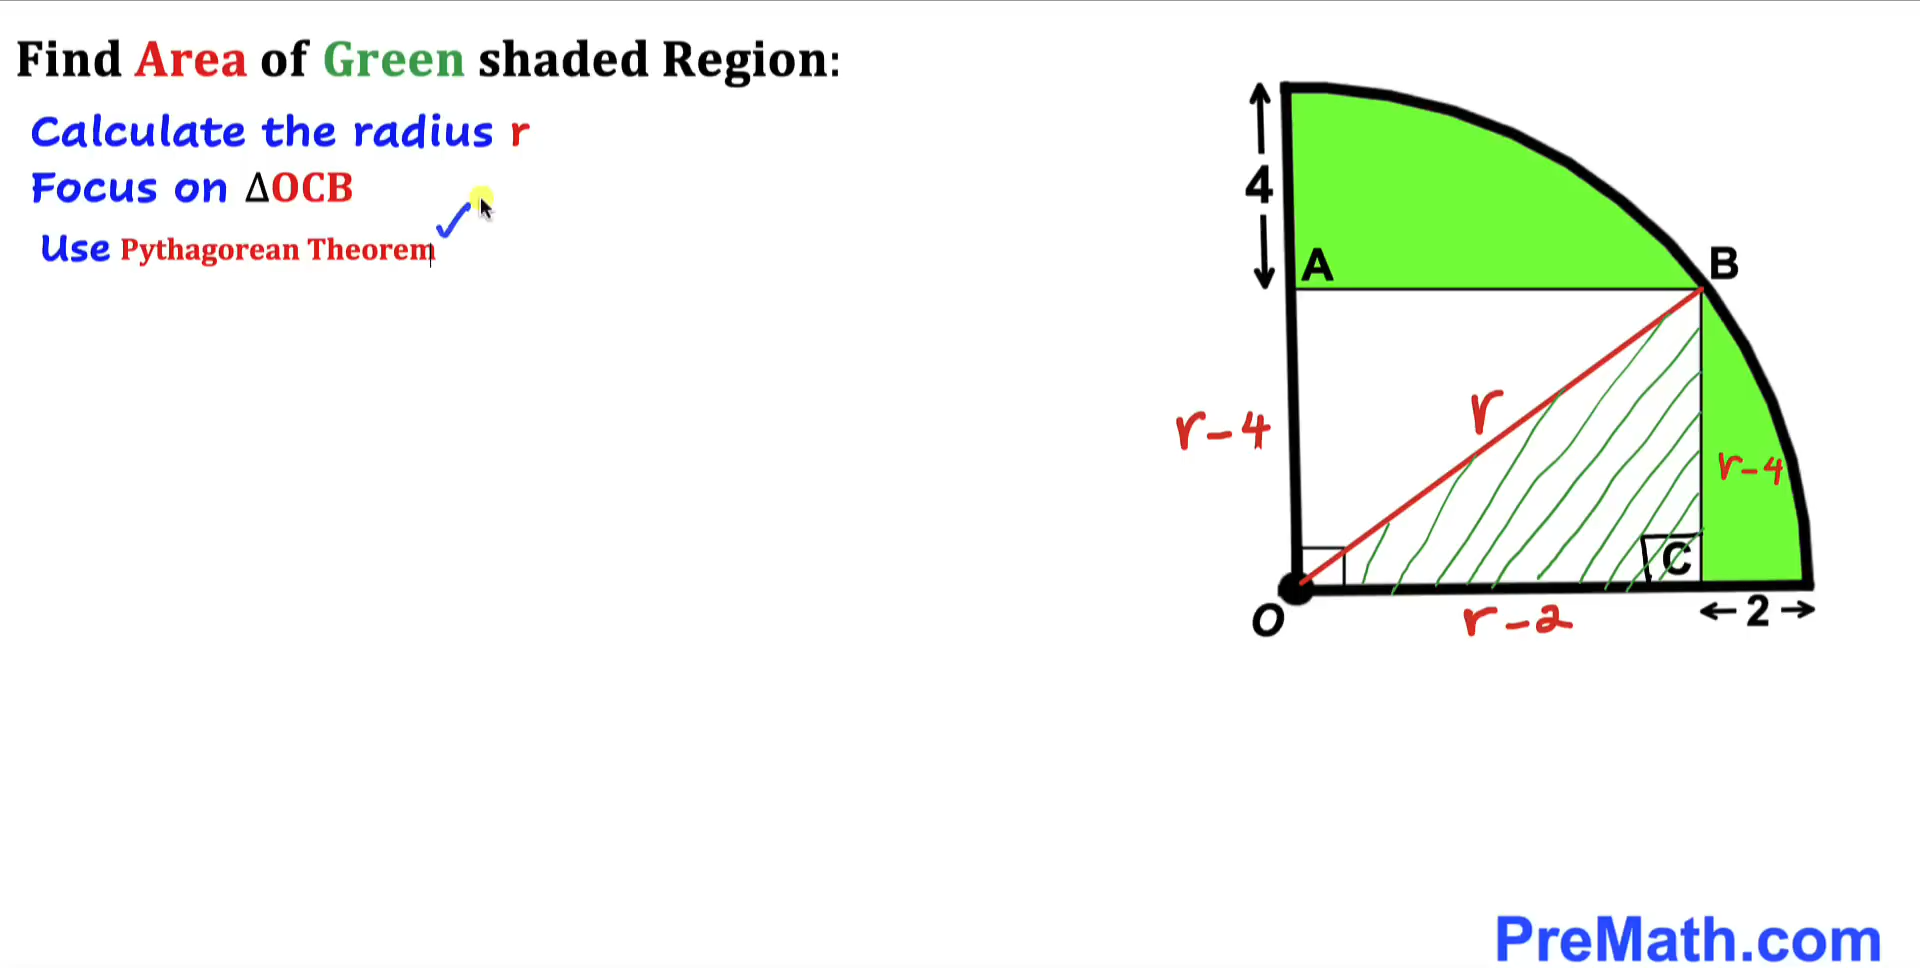 Find Area of Green shaded Region:
Calculate the radius r
Focus on ΔOCB
Use Pythagorean Theorem
4
A
B
r-4
r
r-4
C
O
r-2
←2→
PreMath.com